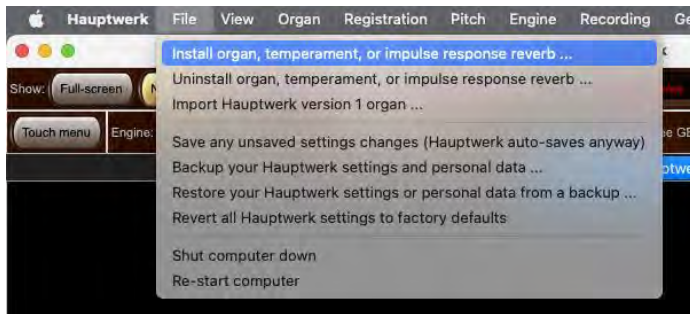 Hauptwerk File View Organ Registration Pitch Engine Recording Ge
Install organ, temperament, or impulse response reverb ...
Uninstall organ, temperament, or impulse response reverb ...
Import Hauptwerk version 1 organ ...
Save any unsaved settings changes (Hauptwerk auto-saves anyway)
Backup your Hauptwerk settings and personal data ...
Restore your Hauptwerk settings or personal data from a backup ...
Revert all Hauptwerk settings to factory defaults
Shut computer down
Re-start computer
Show: Full-screen
Touch menu Engine: